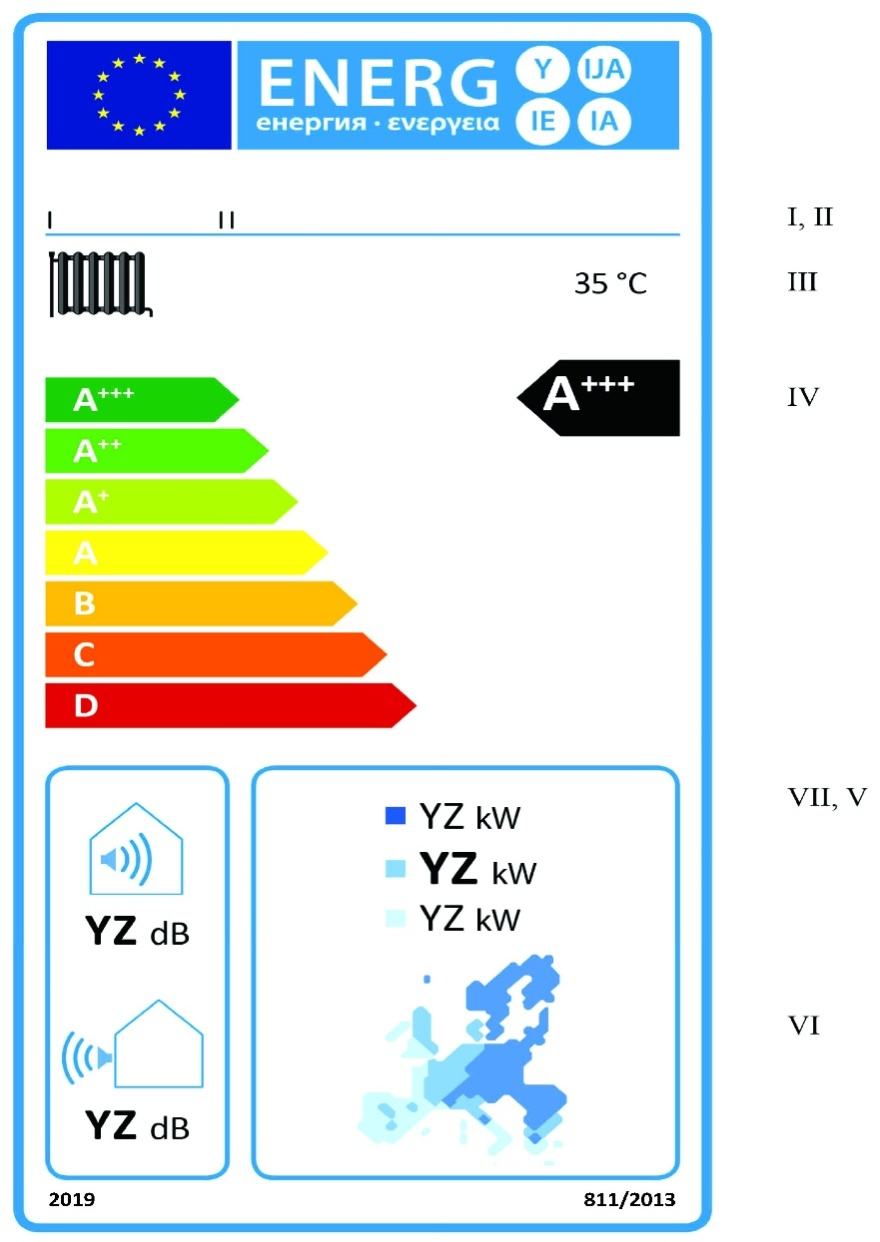 ENERG Y IJA
енергия · ενεργεια IE IA
I II I, II
35 °C III
A+++ A+++ IV
A++
A+
A
B
C
D
VII, V
YZ kW
YZ kW
YZ kW
YZ dB
VI
YZ dB
2019 811/2013